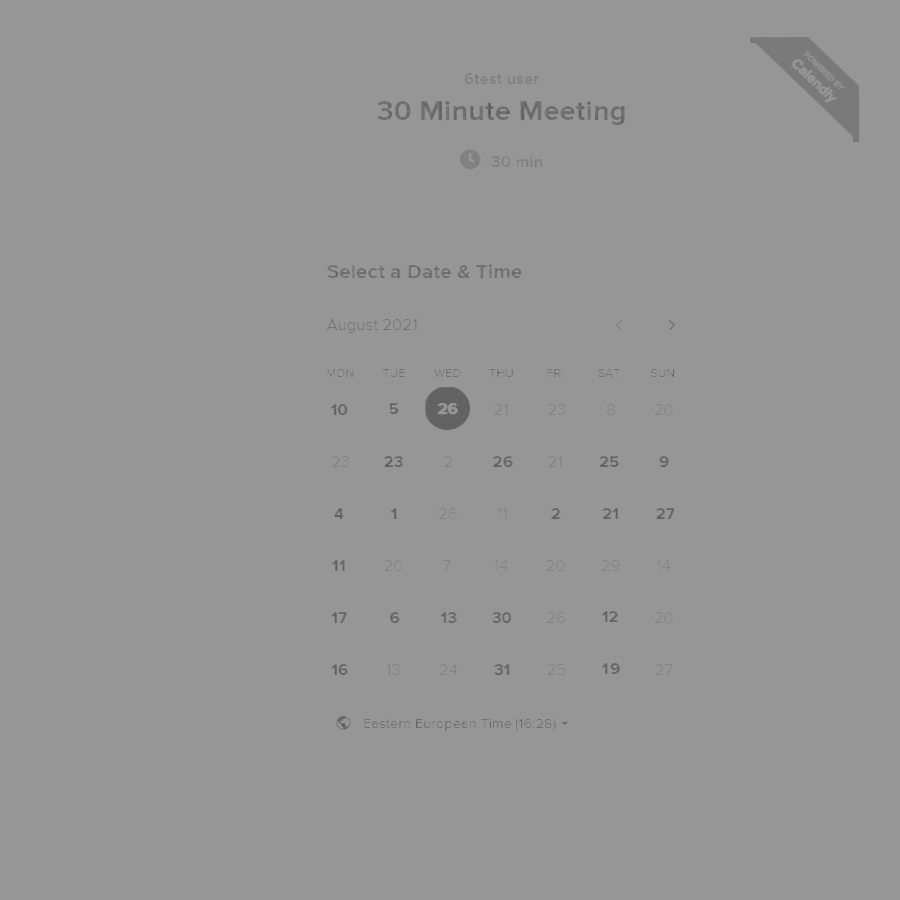 POWERED BY
Calendly
6test user
30 Minute Meeting
30 min
Select a Date & Time
August 2021
MON TUE WED THU FRI SAT SUN
10 5 26 21 23 8 20
23 23 2 26 21 25 9
4 1 26 11 2 21 27
11 20 7 14 20 29 14
17 6 13 30 26 12 20
16 13 24 31 25 19 27
Eastern European Time (16:28)